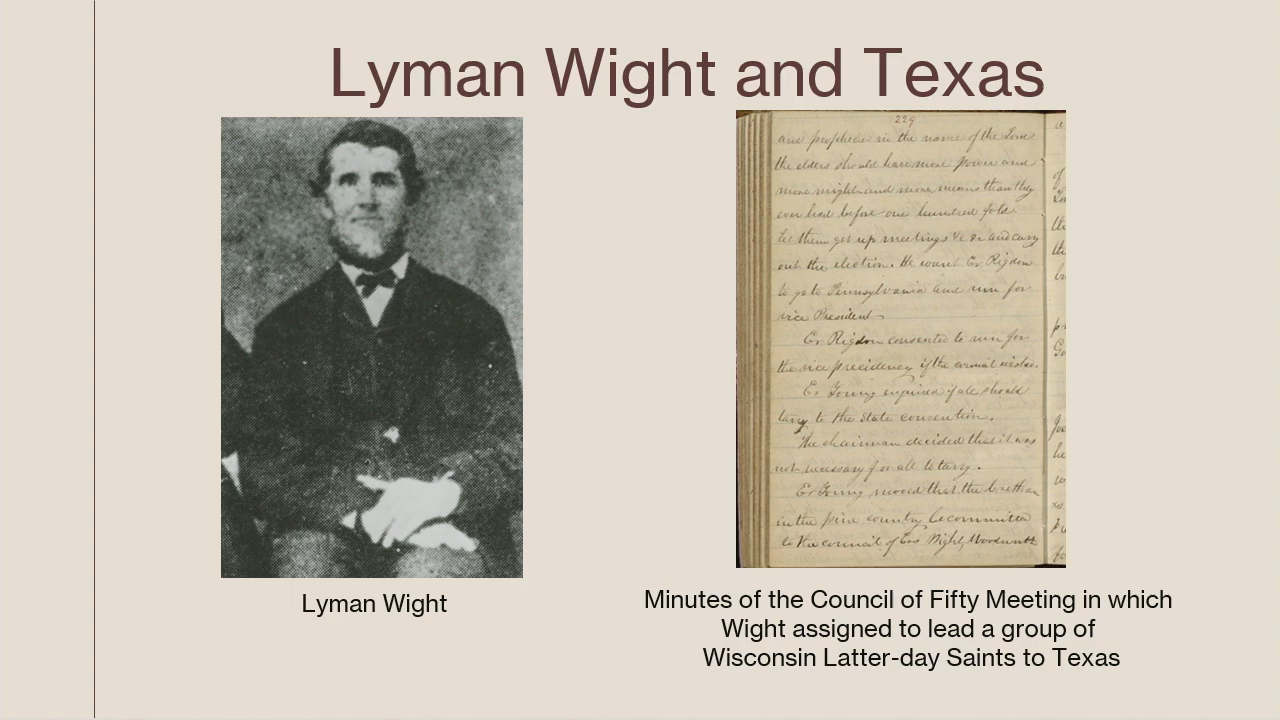 Lyman Wight and Texas
229
and prophecie in the name of the Lord
the elders should have more power and
more might and more means than they
ever had before one hundred fold.
Let them get up meetings &c &c and carry
out the election. He wants Er Rigdon
to go to Pennsylvania and run for
vice President
Er Rigdon consented to run for
the vice presidency if the council wished.
Er Young enquired if all should
tarry to the state convention.
The chairman decided that it was
not necessary for all to tarry.
Er Young moved that the brethren
in the pine country be committed
to the council of Ers Wight, Woodworth
Lyman Wight
Minutes of the Council of Fifty Meeting in which
Wight assigned to lead a group of
Wisconsin Latter-day Saints to Texas